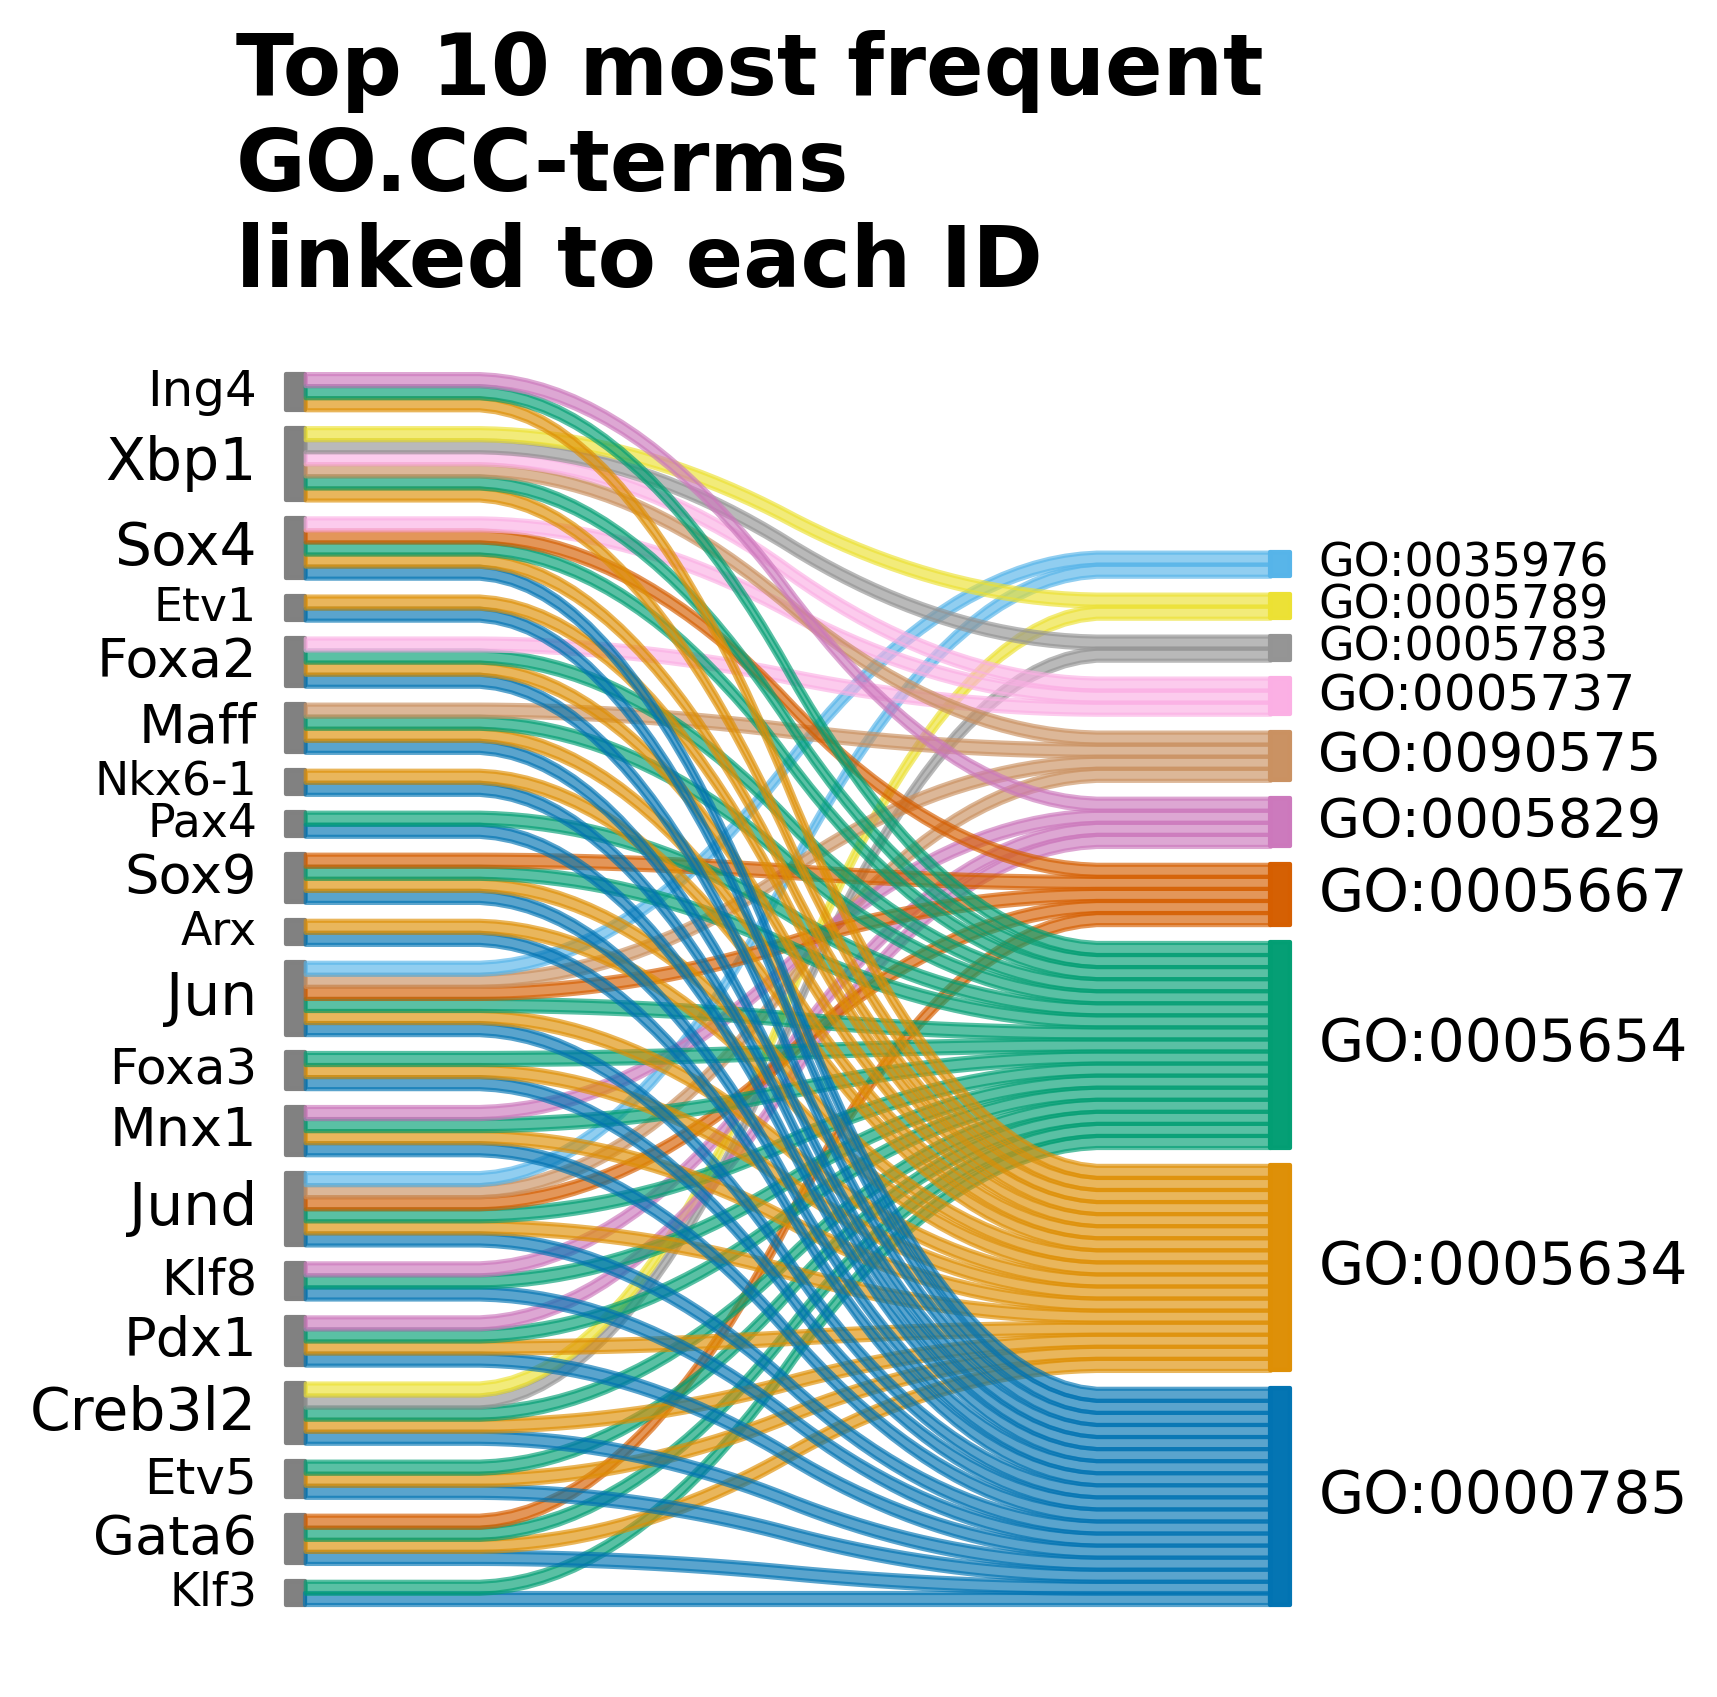 Top 10 most frequent
GO.CC-terms
linked to each ID
Ing4
Xbp1
Sox4
Etv1
Foxa2
Maff
Nkx6-1
Pax4
Sox9
Arx
Jun
Foxa3
Mnx1
Jund
Klf8
Pdx1
Creb3l2
Etv5
Gata6
Klf3
GO:0035976
GO:0005789
GO:0005783
GO:0005737
GO:0090575
GO:0005829
GO:0005667
GO:0005654
GO:0005634
GO:0000785